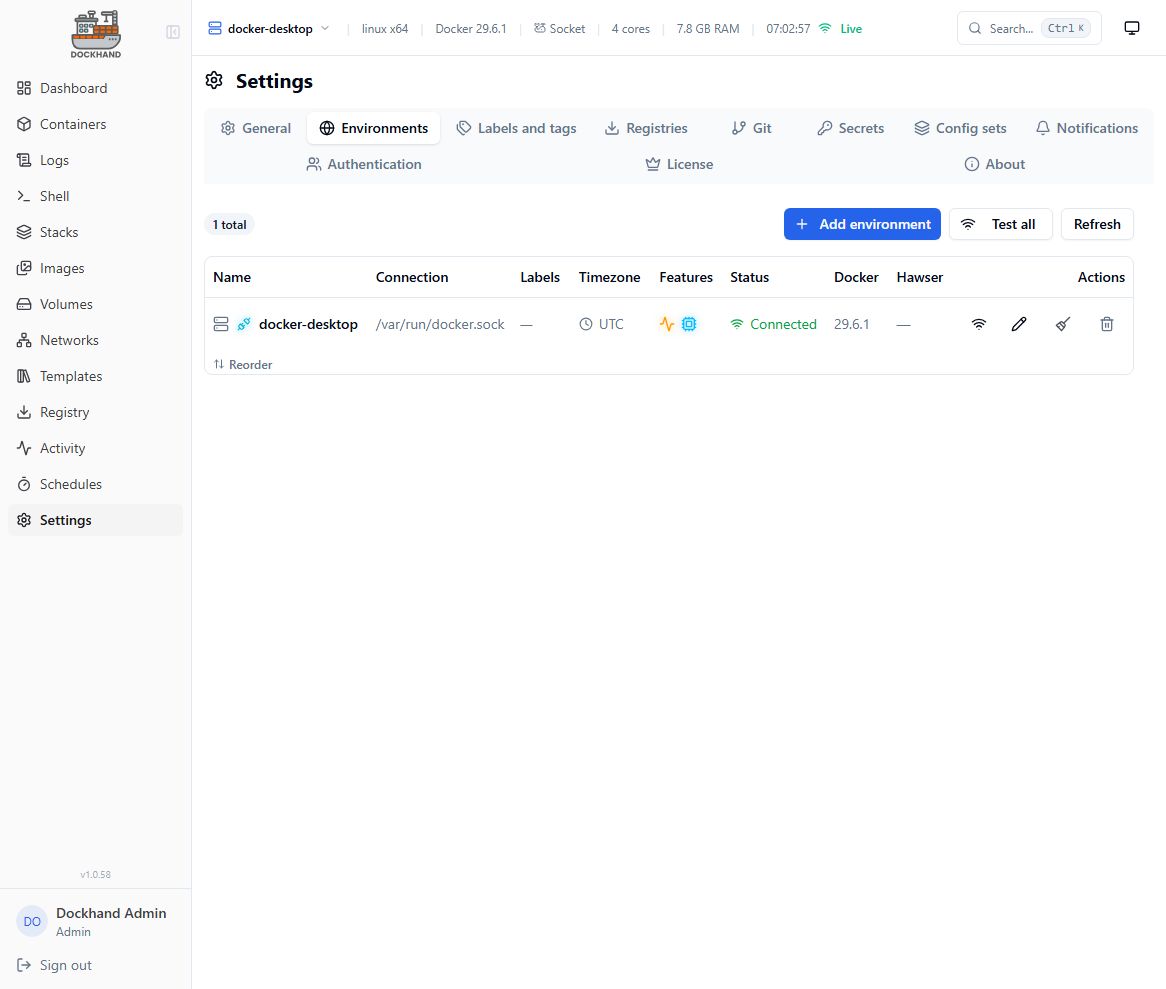 DOCKHAND
Dashboard
Containers
Logs
Shell
Stacks
Images
Volumes
Networks
Templates
Registry
Activity
Schedules
Settings
v1.0.58
DO
Dockhand Admin
Admin
Sign out
docker-desktop linux x64 Docker 29.6.1 Socket 4 cores 7.8 GB RAM 07:02:57 Live Search... Ctrl K
Settings
General Environments Labels and tags Registries Git Secrets Config sets Notifications
Authentication License About
1 total Add environment Test all Refresh
Name Connection Labels Timezone Features Status Docker Hawser Actions
docker-desktop /var/run/docker.sock — UTC Connected 29.6.1 —
Reorder